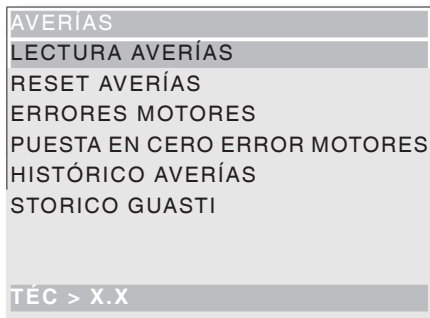 AVERÍAS
LECTURA AVERÍAS
RESET AVERÍAS
ERRORES MOTORES
PUESTA EN CERO ERROR MOTORES
HISTÓRICO AVERÍAS
STORICO GUASTI
TÉC > X.X